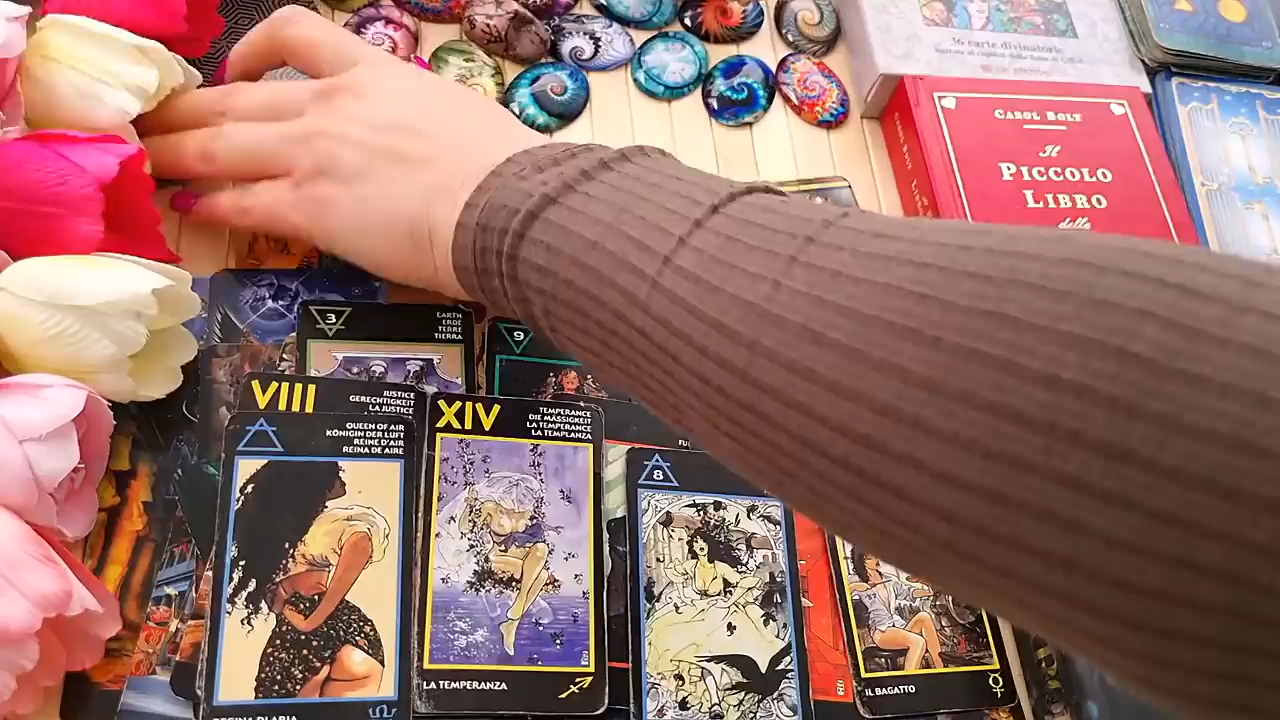 36 carte divinatorie
CAROL BOLT
Il
PICCOLO
LIBRO
delle
3
EARTH
ERDE
TERRE
TIERRA
9
VIII
JUSTICE
GERECHTIGKEIT
LA JUSTICE
QUEEN OF AIR
KÖNIGIN DER LUFT
REINE D'AIR
REINA DE AIRE
XIV
TEMPERANCE
DIE MÄSSIGKEIT
LA TEMPERANCE
LA TEMPLANZA
LA TEMPERANZA
8
IL BAGATTO